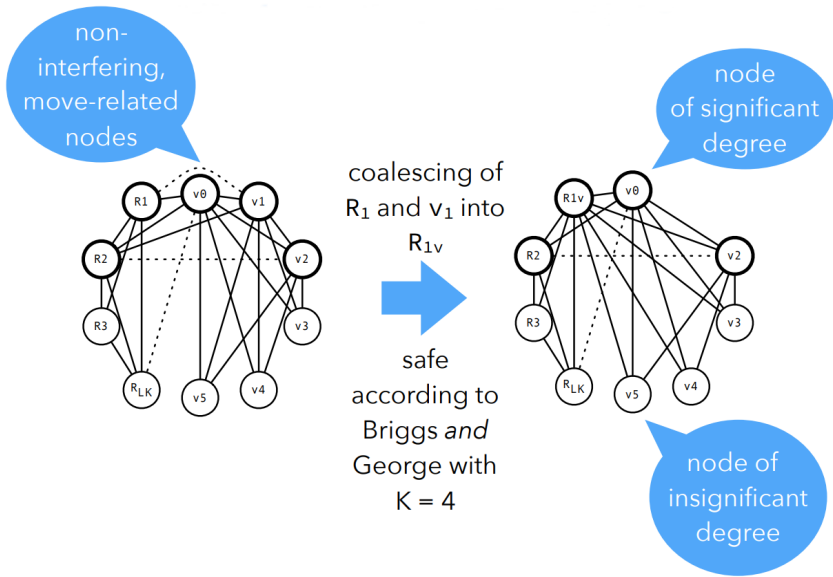 non-
interfering,
move-related
nodes
node
of significant
degree
coalescing of
R1 and v1 into
R1v
safe
according to
Briggs and
George with
K = 4
node of
insignificant
degree
R1
v0
v1
R2
v2
R3
v3
RLK
v5
v4
R1v
v0
R2
v2
R3
v3
RLK
v5
v4